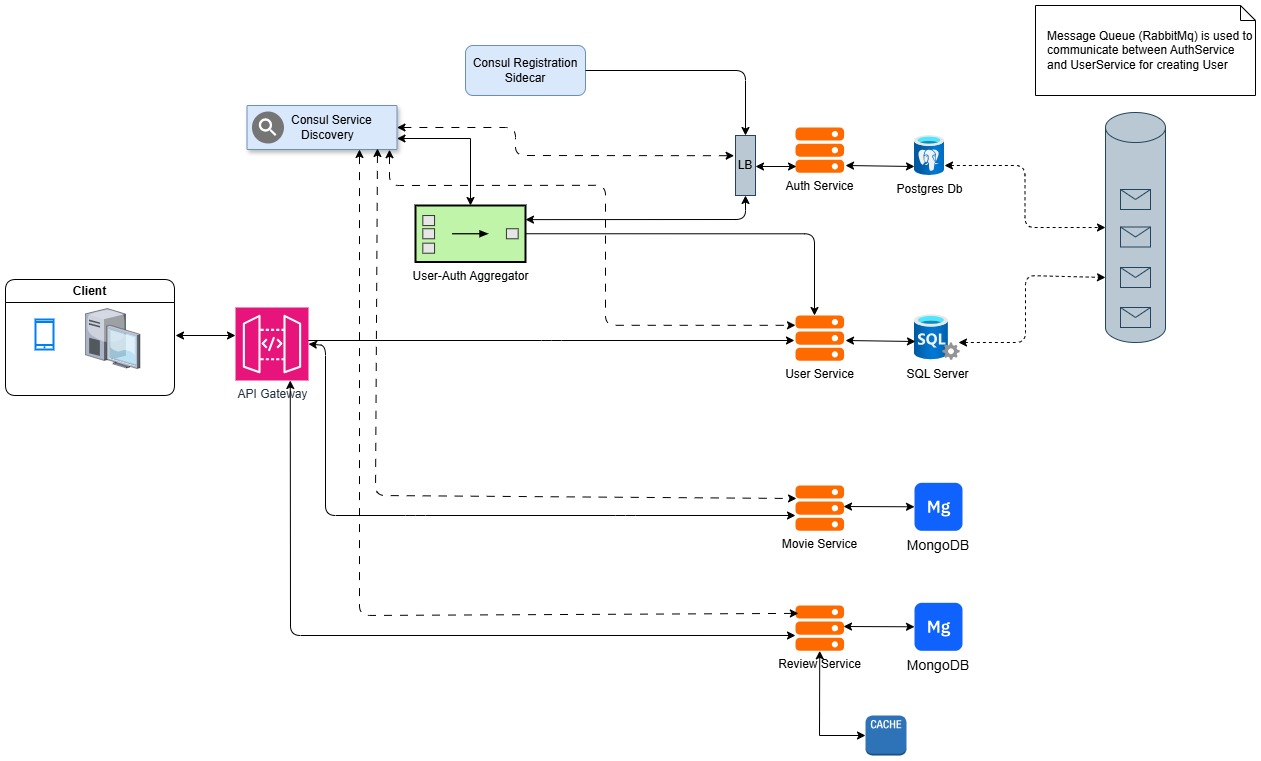 Message Queue (RabbitMq) is used to
communicate between AuthService
and UserService for creating User
Consul Registration
Sidecar
Consul Service
Discovery
LB
Auth Service
Postgres Db
User-Auth Aggregator
Client
</>
API Gateway
SQL
User Service
SQL Server
Mg
Movie Service
MongoDB
Mg
Review Service
MongoDB
CACHE